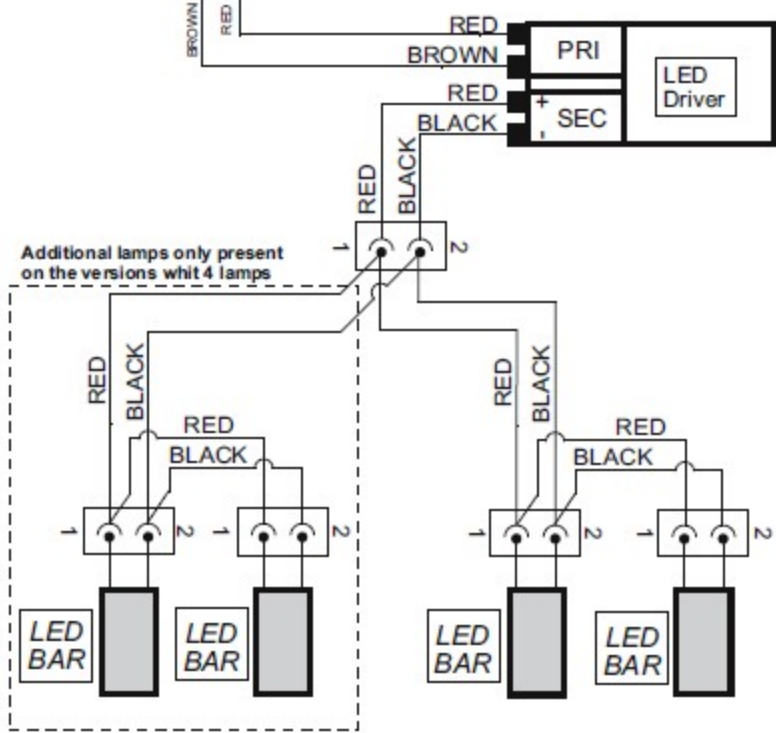 BROWN
RED
RED
BROWN
PRI
LED
Driver
RED
BLACK
+
-
SEC
RED
BLACK
1
2
Additional lamps only present
on the versions whit 4 lamps
RED
BLACK
RED
BLACK
RED
BLACK
RED
BLACK
1
2
1
2
1
2
1
2
LED
BAR
LED
BAR
LED
BAR
LED
BAR